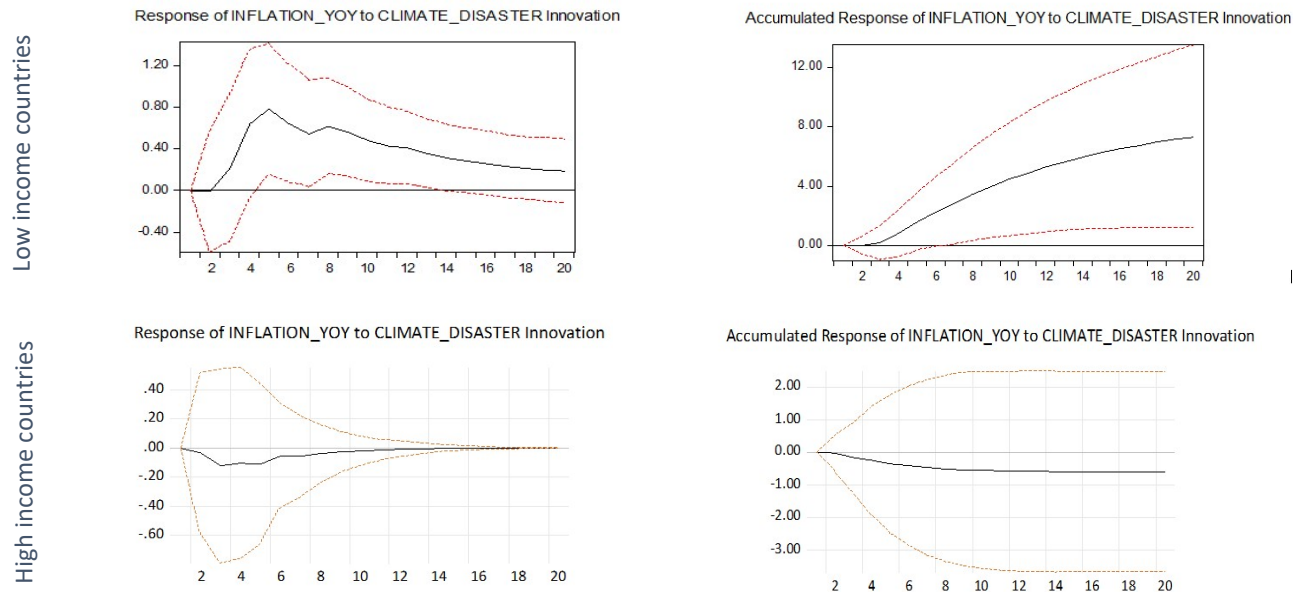 Low income countries
Response of INFLATION_YOY to CLIMATE_DISASTER Innovation
1.20
0.80
0.40
0.00
-0.40
2 4 6 8 10 12 14 16 18 20
Accumulated Response of INFLATION_YOY to CLIMATE_DISASTER Innovation
12.00
8.00
4.00
0.00
2 4 6 8 10 12 14 16 18 20
High income countries
Response of INFLATION_YOY to CLIMATE_DISASTER Innovation
.40
.20
.00
-.20
-.40
-.60
2 4 6 8 10 12 14 16 18 20
Accumulated Response of INFLATION_YOY to CLIMATE_DISASTER Innovation
2.00
1.00
0.00
-1.00
-2.00
-3.00
2 4 6 8 10 12 14 16 18 20